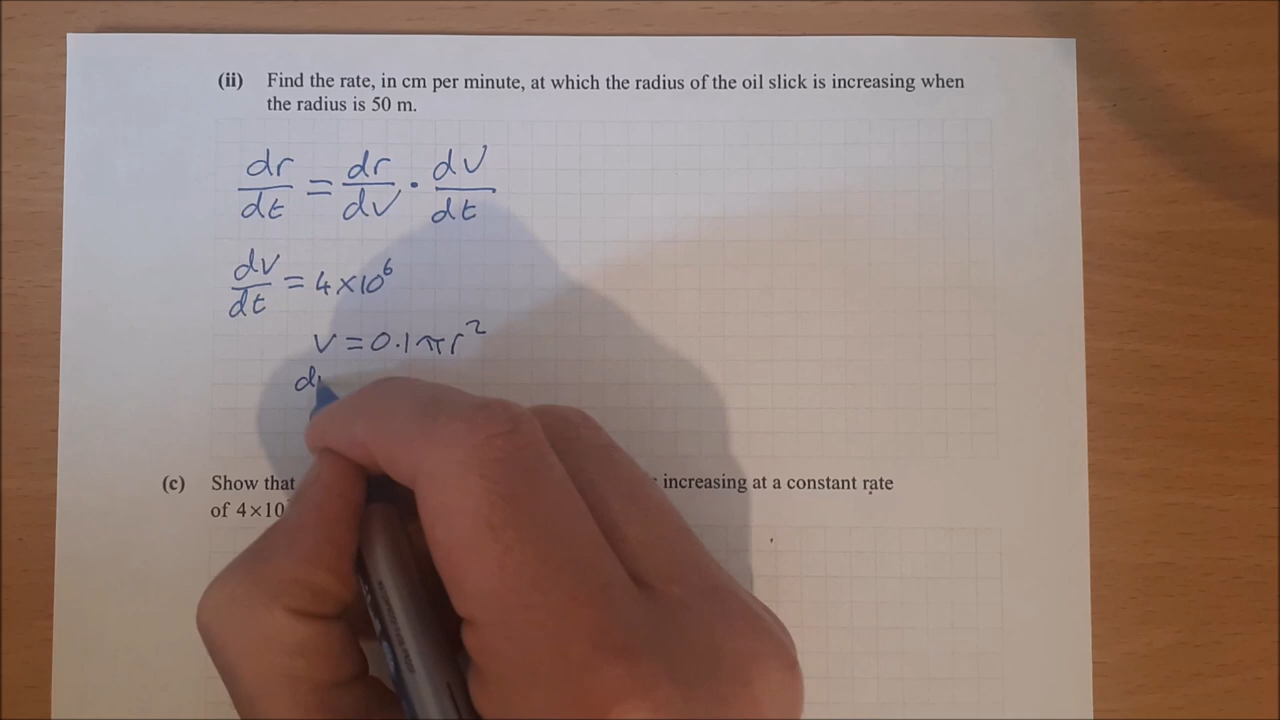 (ii) Find the rate, in cm per minute, at which the radius of the oil slick is increasing when
the radius is 50 m.
dr/dt = dr/dv · dV/dt
dv/dt = 4×10⁶
v = 0.1πr²
d
(c) Show that increasing at a constant rate
of 4×10